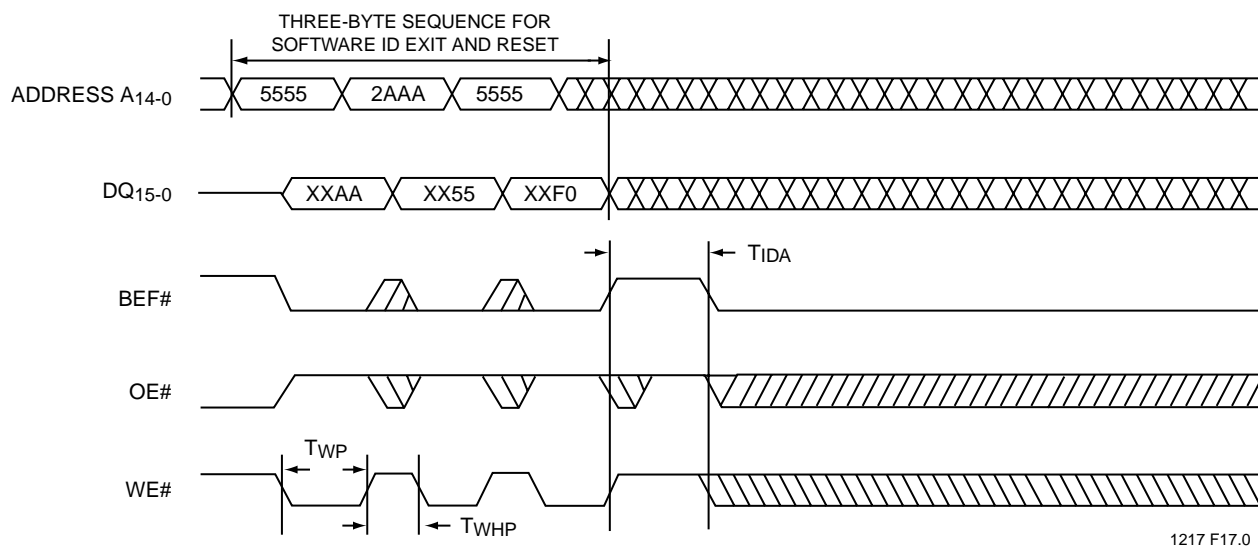 THREE-BYTE SEQUENCE FOR
SOFTWARE ID EXIT AND RESET
ADDRESS A14-0
5555
2AAA
5555
DQ15-0
XXAA
XX55
XXF0
TIDA
BEF#
OE#
TWP
WE#
TWHP
1217 F17.0